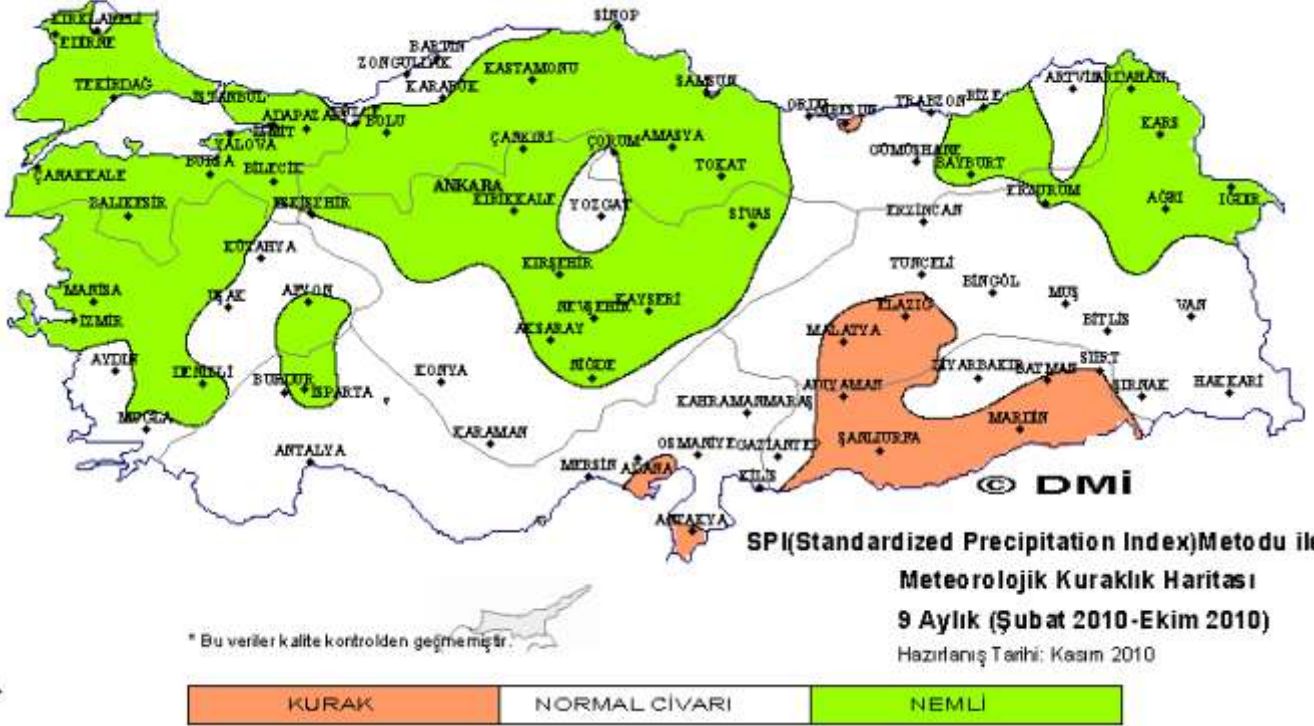 KIRKLARELİ
EDİRNE
TEKİRDAĞ
İSTANBUL
YALOVA
ÇANAKKALE
BURSA
BİLECİK
BALIKESİR
ESKİŞEHİR
KÜTAHYA
MANİSA
İZMİR
UŞAK
AFYON
AYDIN
DENİZLİ
BURDUR
ISPARTA
MUĞLA
ANTALYA
ZONGULDAK
BARTIN
KARABÜK
BOLU
KASTAMONU
SİNOP
SAMSUN
ÇANKIRI
ÇORUM
AMASYA
TOKAT
ANKARA
KIRIKKALE
YOZGAT
SİVAS
KIRŞEHİR
NEVŞEHİR
KAYSERİ
AKSARAY
NİĞDE
KONYA
KARAMAN
MERSİN
ADANA
OSMANİYE
ANTAKYA
KAHRAMANMARAŞ
GAZİANTEP
KİLİS
ORDU
GİRESUN
TRABZON
RİZE
ARTVİN
ARDAHAN
KARS
GÜMÜŞHANE
BAYBURT
ERZURUM
ERZİNCAN
AĞRI
IĞDIR
TUNCELİ
BİNGÖL
MUŞ
VAN
BİTLİS
ELAZIĞ
MALATYA
ADIYAMAN
DİYARBAKIR
BATMAN
SİİRT
ŞIRNAK
HAKKARİ
MARDİN
ŞANLIURFA
© DMİ
SPI(Standardized Precipitation Index)Metodu ile
Meteorolojik Kuraklık Haritası
9 Aylık (Şubat 2010-Ekim 2010)
Hazırlanış Tarihi: Kasım 2010
* Bu veriler kalite kontrolden geçmemiştir.
KURAK NORMAL CİVARI NEMLİ